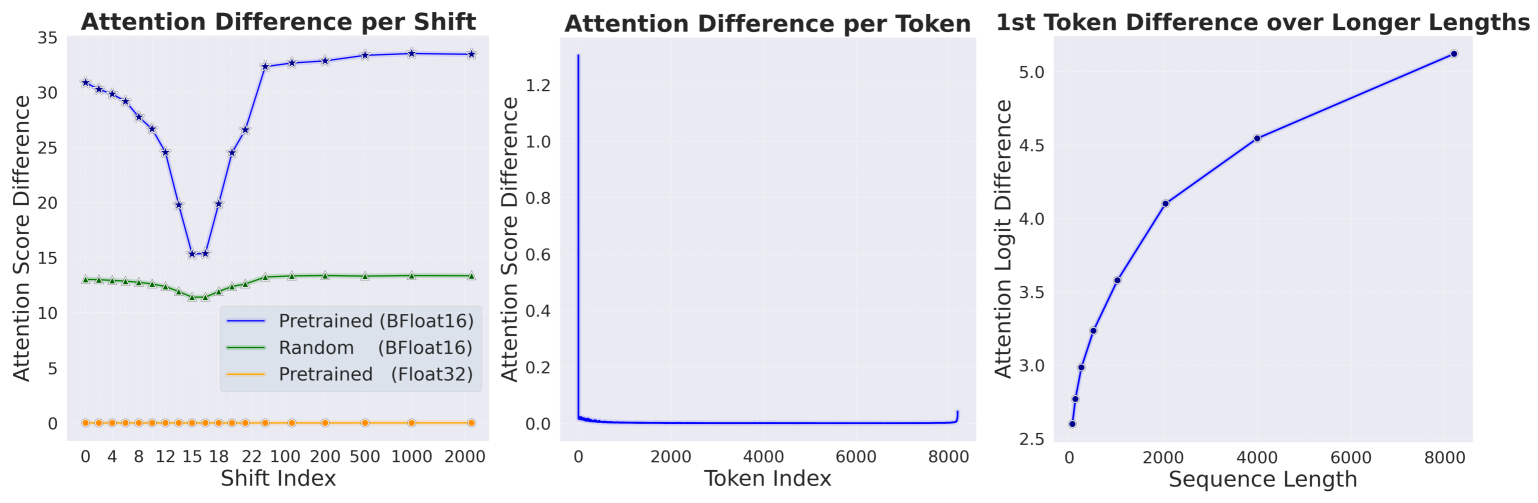 Attention Difference per Shift
Attention Score Difference
35
30
25
20
15
10
5
0
Pretrained (BFloat16)
Random (BFloat16)
Pretrained (Float32)
0 4 8 12 15 18 22 100 200 500 1000 2000
Shift Index
Attention Difference per Token
Attention Score Difference
1.2
1.0
0.8
0.6
0.4
0.2
0.0
0 2000 4000 6000 8000
Token Index
1st Token Difference over Longer Lengths
Attention Logit Difference
5.0
4.5
4.0
3.5
3.0
2.5
0 2000 4000 6000 8000
Sequence Length